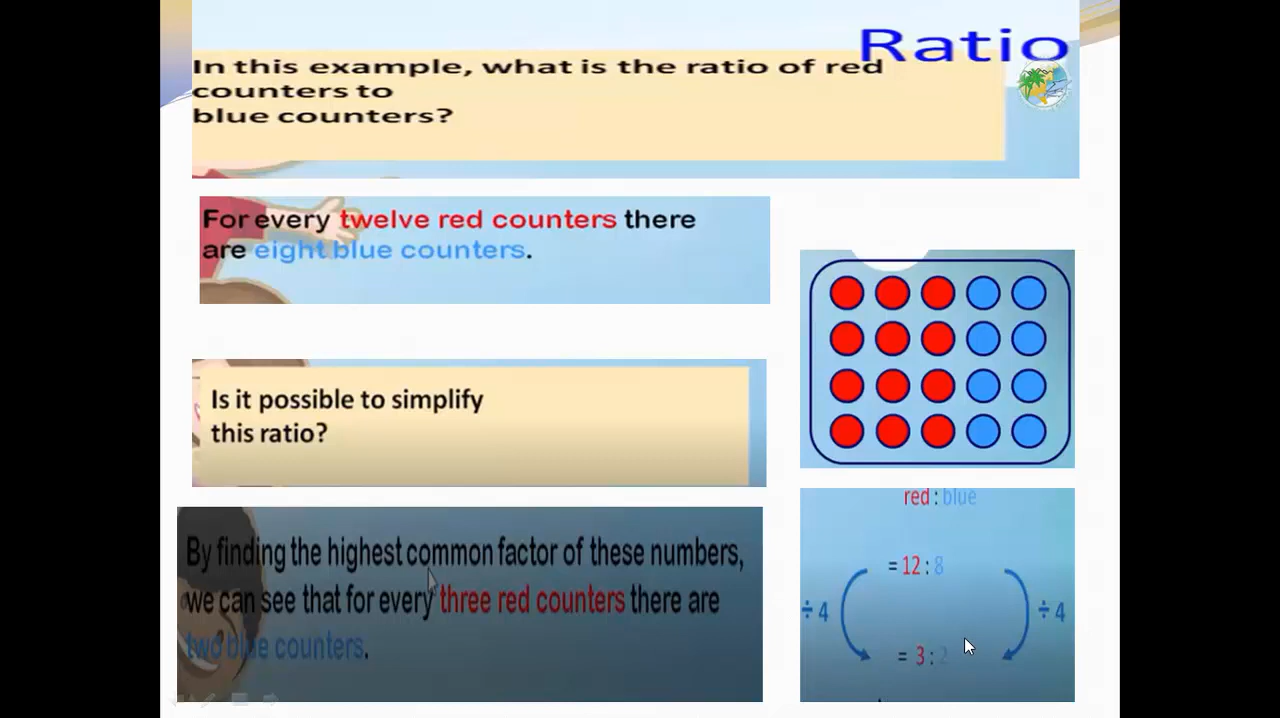 Ratio
In this example, what is the ratio of red
counters to
blue counters?
For every twelve red counters there
are eight blue counters.
Is it possible to simplify
this ratio?
By finding the highest common factor of these numbers,
we can see that for every three red counters there are
two blue counters.
red : blue
= 12 : 8
÷ 4 ÷ 4
= 3 : 2